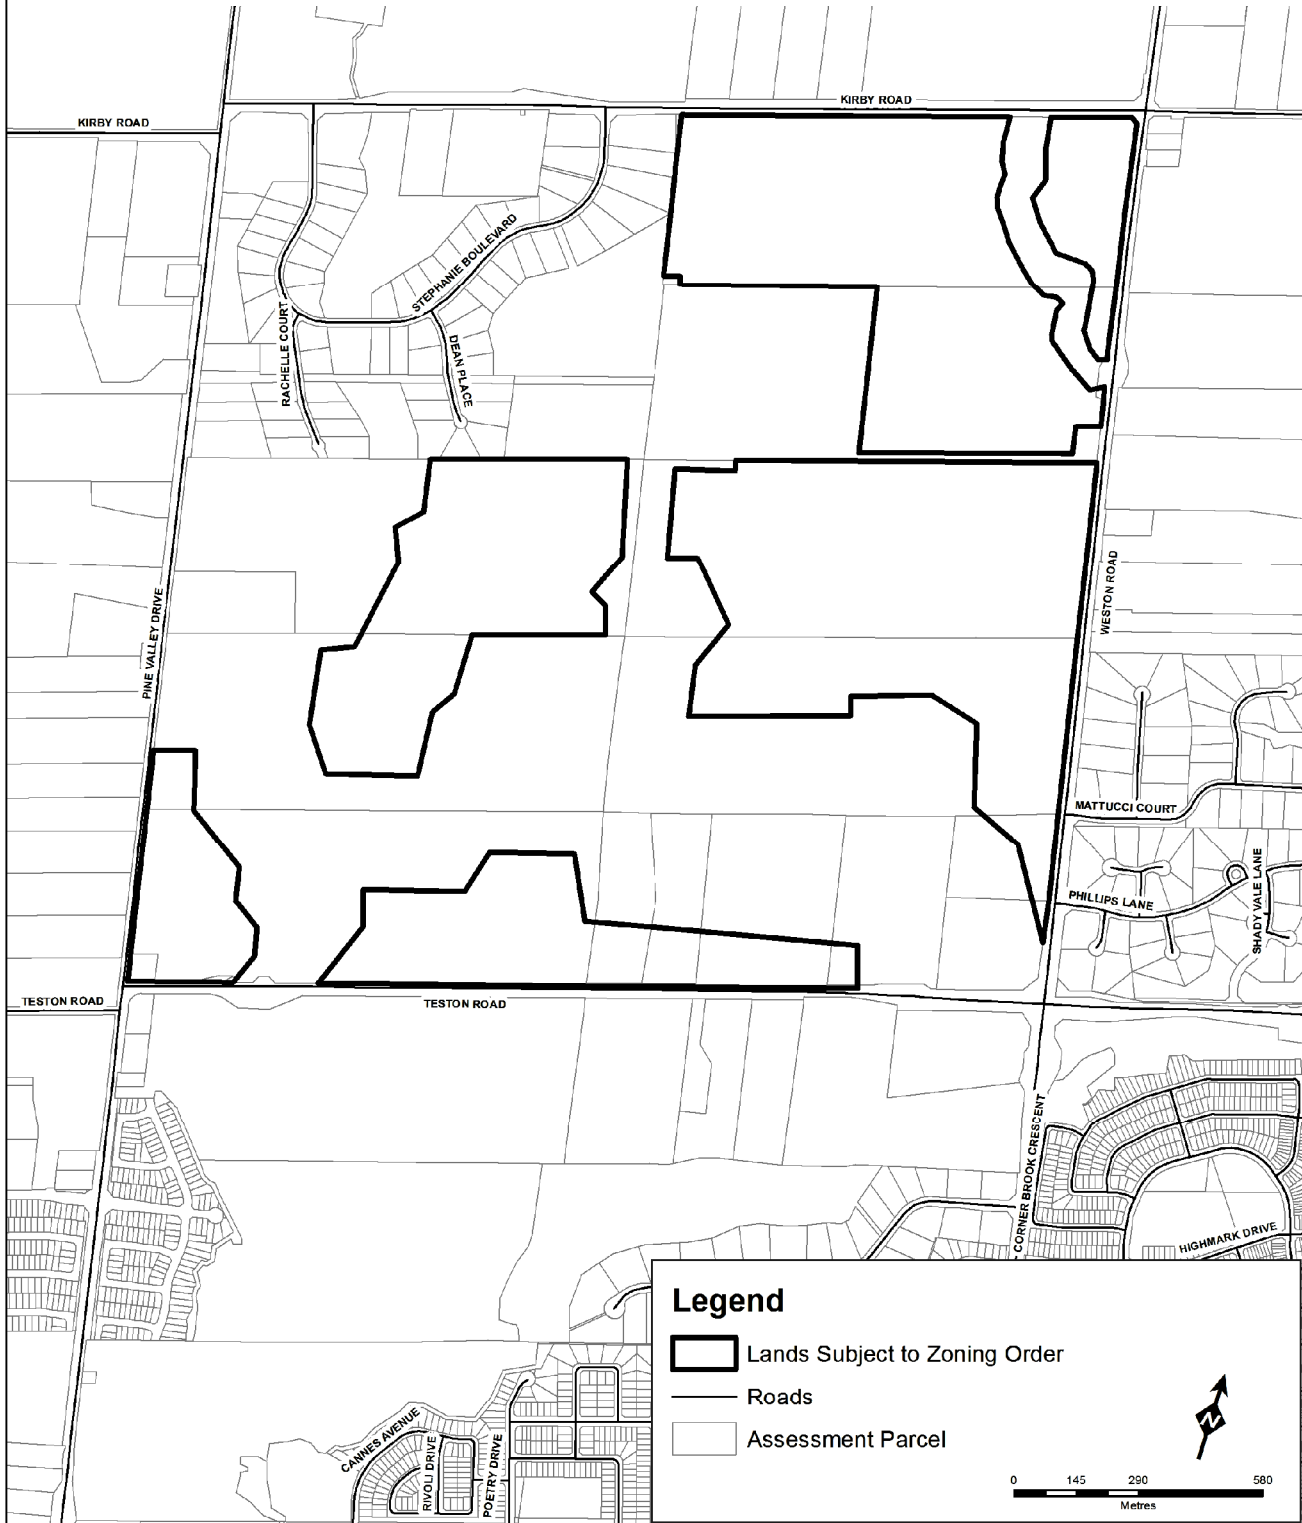 KIRBY ROAD
KIRBY ROAD
STEPHANIE BOULEVARD
RACHELLE COURT
DEAN PLACE
WESTON ROAD
PINE VALLEY DRIVE
MATTUCCI COURT
PHILLIPS LANE
SHADY VALE LANE
TESTON ROAD
TESTON ROAD
CORNER BROOK CRESCENT
HIGHMARK DRIVE
CANNES AVENUE
RIVOLI DRIVE
POETRY DRIVE
Legend
Lands Subject to Zoning Order
Roads
Assessment Parcel
N
0 145 290 580
Metres